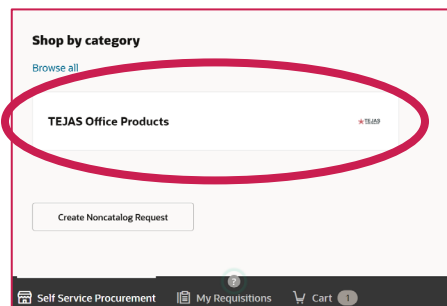 Shop by category
Browse all
TEJAS Office Products
TEJAS
Create Noncatalog Request
?
Self Service Procurement
My Requisitions
Cart 1